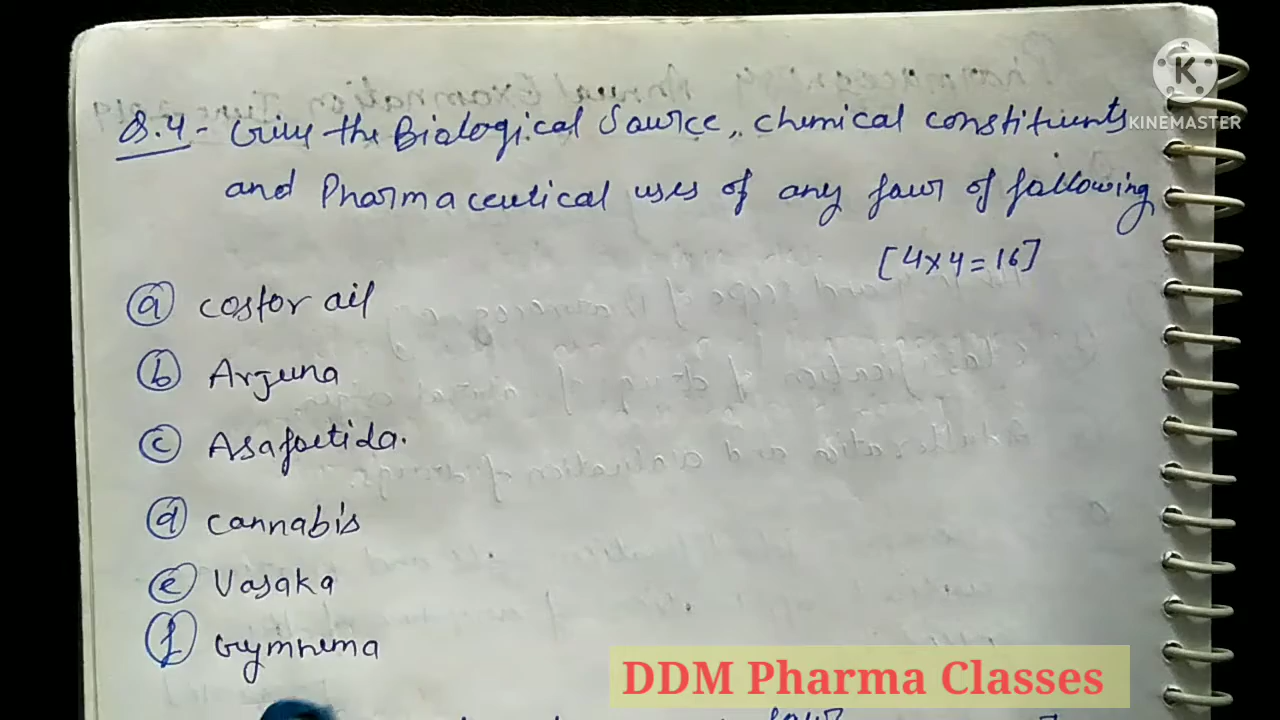 Q.4 - Give the Biological Source, chemical constituents
and Pharmaceutical uses of any four of following
[4x4=16]
(a) castor oil
(b) Arjuna
(c) Asafoetida.
(d) cannabis
(e) Vasaka
(f) Gymnema
K
KINEMASTER
DDM Pharma Classes
four